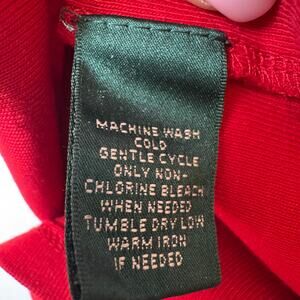 MACHINE WASH
COLD
GENTLE CYCLE
ONLY NON-
CHLORINE BLEACH
WHEN NEEDED
TUMBLE DRY LOW
WARM IRON
IF NEEDED